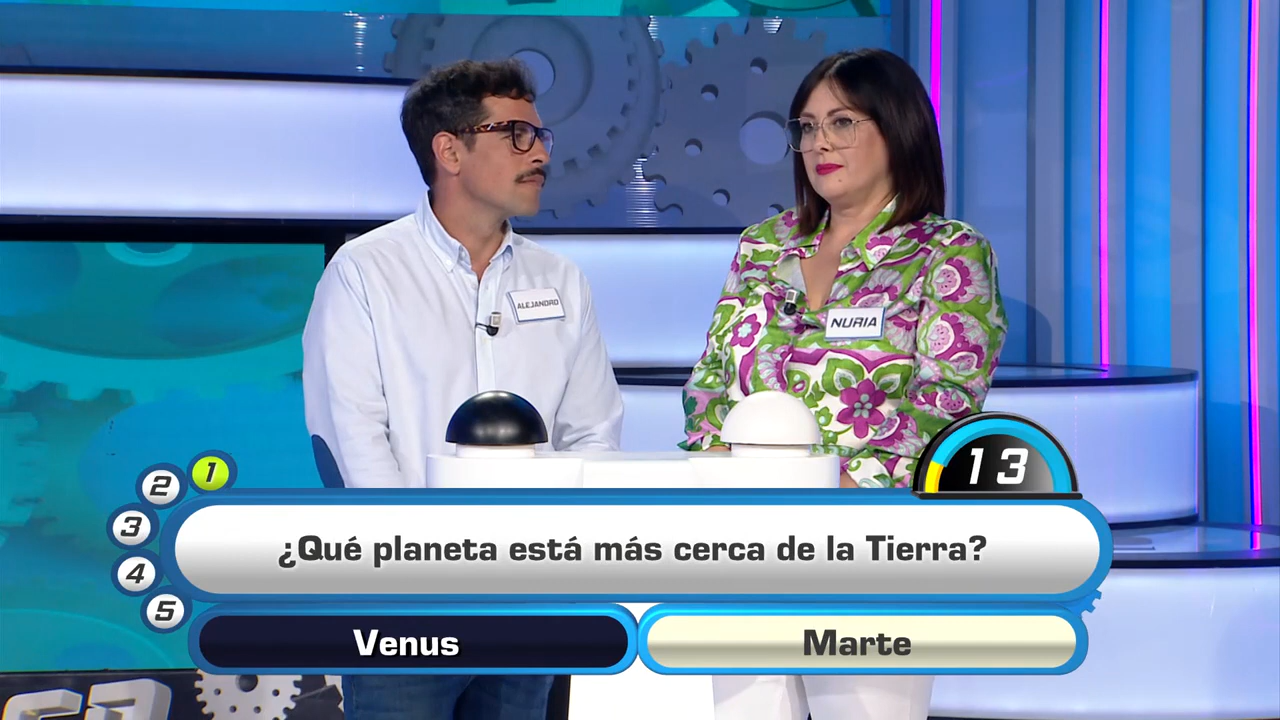 ALEJANDRO
NURIA
13
1
2
3
4
5
¿Qué planeta está más cerca de la Tierra?
Venus
Marte